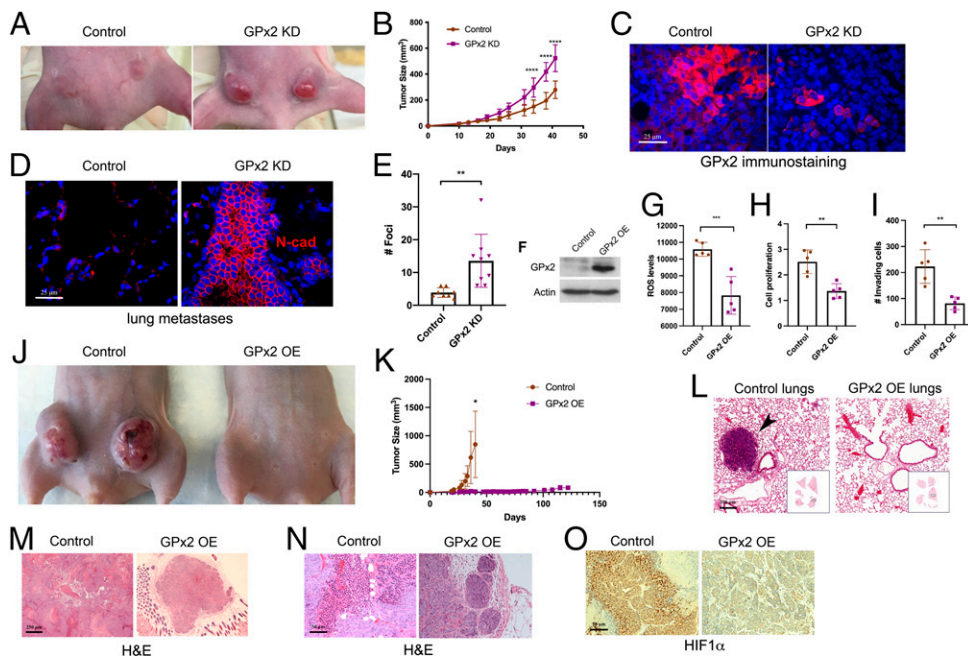 A
Control
GPx2 KD
B
Control
GPx2 KD
Tumor Size (mm³)
800
600
400
200
0
0
10
20
30
40
50
Days
****
****
****
C
Control
GPx2 KD
25 µm
GPx2 immunostaining
D
Control
GPx2 KD
N-cad
25 µm
lung metastases
E
# Foci
40
30
20
10
0
**
Control
GPx2 KD
F
Control
GPx2 OE
GPx2
Actin
G
ROS levels
11000
10000
9000
8000
7000
6000
***
Control
GPx2 OE
H
Cell proliferation
4
3
2
1
0
**
Control
GPx2 OE
I
# Invading cells
400
300
200
100
0
**
Control
GPx2 OE
J
Control
GPx2 OE
K
Control
GPx2 OE
Tumor Size (mm³)
2000
1500
1000
500
0
0
50
100
150
Days
*
L
Control lungs
GPx2 OE lungs
M
Control
GPx2 OE
H&E
N
Control
GPx2 OE
H&E
O
Control
GPx2 OE
HIF1α